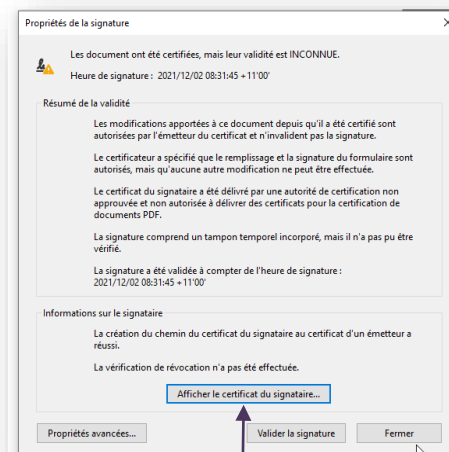 Propriétés de la signature
Les document ont été certifiées, mais leur validité est INCONNUE.
Heure de signature : 2021/12/02 08:31:45 +11'00'
Résumé de la validité
Les modifications apportées à ce document depuis qu'il a été certifié sont
autorisées par l'émetteur du certificat et n'invalident pas la signature.
Le certificateur a spécifié que le remplissage et la signature du formulaire sont
autorisés, mais qu'aucune autre modification ne peut être effectuée.
Le certificat du signataire a été délivré par une autorité de certification non
approuvée et non autorisée à délivrer des certificats pour la certification de
documents PDF.
La signature comprend un tampon temporel incorporé, mais il n'a pas pu être
vérifié.
La signature a été validée à compter de l'heure de signature :
2021/12/02 08:31:45 +11'00'
Informations sur le signataire
La création du chemin du certificat du signataire au certificat d'un émetteur a
réussi.
La vérification de révocation n'a pas été effectuée.
Afficher le certificat du signataire...
Propriétés avancées... Valider la signature Fermer